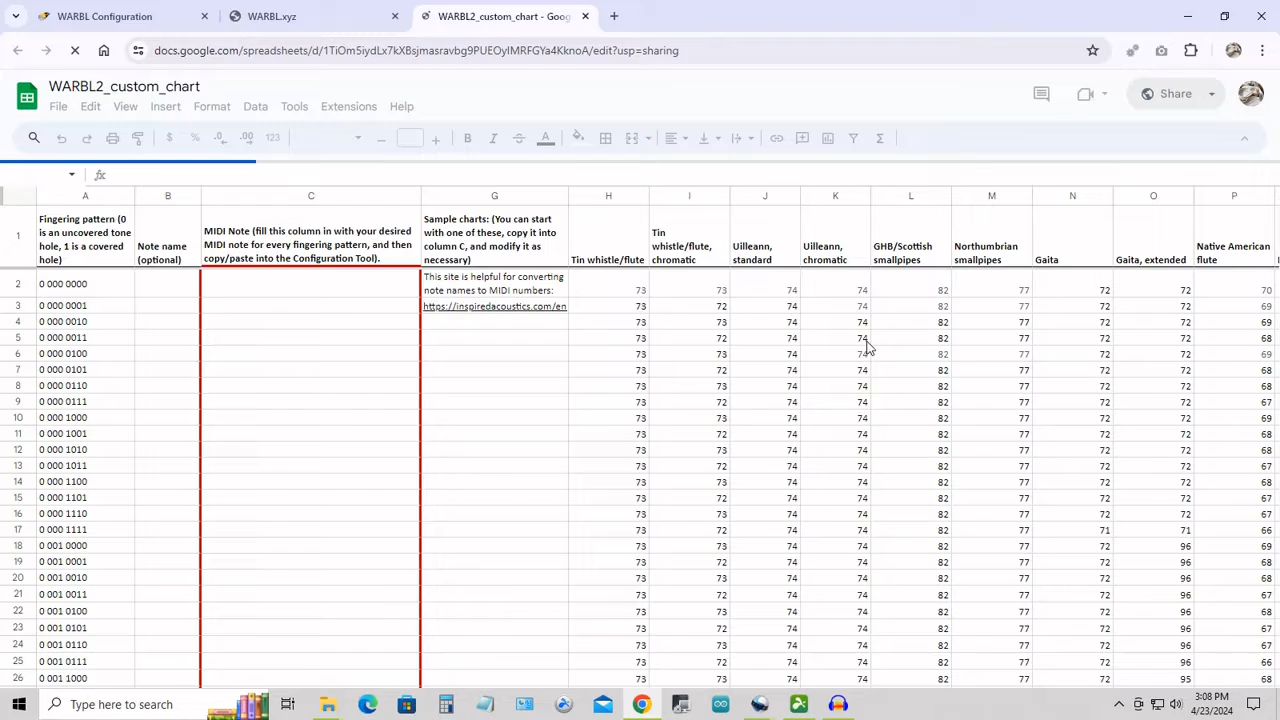 WARBL Configuration
WARBL.xyz
WARBL2_custom_chart - Goog
docs.google.com/spreadsheets/d/1TiOm5iydLx7kXBsjmasravbg9PUEOyIMRFGYa4KknoA/edit?usp=sharing
WARBL2_custom_chart
File Edit View Insert Format Data Tools Extensions Help
Share
$ % .0 .00 123
B I S A
fx
A B C G H I J K L M N O P
1 Fingering pattern (0 is an uncovered tone hole, 1 is a covered hole) Note name (optional) MIDI Note (fill this column in with your desired MIDI note for every fingering pattern, and then copy/paste into the Configuration Tool). Sample charts: (You can start with one of these, copy it into column C, and modify it as necessary) Tin whistle/flute Tin whistle/flute, chromatic Uilleann, standard Uilleann, chromatic GHB/Scottish smallpipes Northumbrian smallpipes Gaita Gaita, extended Native American flute
2 0 000 0000 This site is helpful for converting note names to MIDI numbers: 73 73 74 74 82 77 72 72 70
3 0 000 0001 https://inspiredacoustics.com/en 73 72 74 74 82 77 72 72 69
4 0 000 0010 73 73 74 74 82 77 72 72 69
5 0 000 0011 73 72 74 74 82 77 72 72 68
6 0 000 0100 73 73 74 74 82 77 72 72 69
7 0 000 0101 73 72 74 74 82 77 72 72 68
8 0 000 0110 73 73 74 74 82 77 72 72 68
9 0 000 0111 73 72 74 74 82 77 72 72 67
10 0 000 1000 73 73 74 74 82 77 72 72 69
11 0 000 1001 73 72 74 74 82 77 72 72 68
12 0 000 1010 73 73 74 74 82 77 72 72 68
13 0 000 1011 73 72 74 74 82 77 72 72 67
14 0 000 1100 73 73 74 74 82 77 72 72 68
15 0 000 1101 73 72 74 74 82 77 72 72 67
16 0 000 1110 73 73 74 74 82 77 72 72 67
17 0 000 1111 73 72 74 74 82 77 71 71 66
18 0 001 0000 73 73 74 74 82 77 72 96 69
19 0 001 0001 73 72 74 74 82 77 72 96 68
20 0 001 0010 73 73 74 74 82 77 72 96 68
21 0 001 0011 73 72 74 74 82 77 72 96 67
22 0 001 0100 73 73 74 74 82 77 72 96 68
23 0 001 0101 73 72 74 74 82 77 72 96 67
24 0 001 0110 73 73 74 74 82 77 72 96 67
25 0 001 0111 73 72 74 74 82 77 72 96 66
26 0 001 1000 73 73 74 74 82 77 72 95 68
Type here to search
3:08 PM
4/23/2024